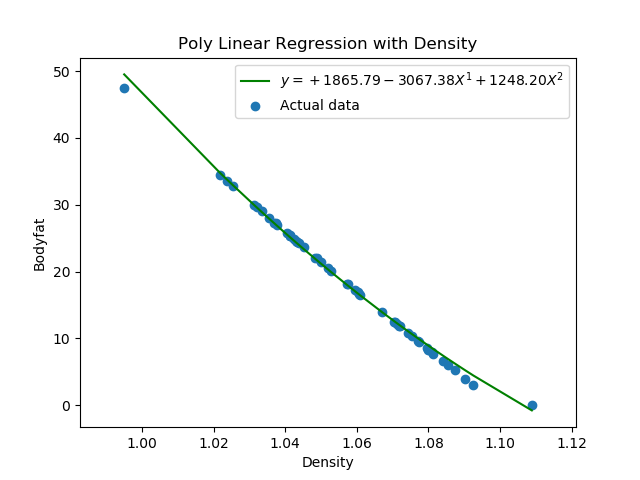 Poly Linear Regression with Density
y = +1865.79 − 3067.38X¹ + 1248.20X²
Actual data
50
40
30
20
10
0
Bodyfat
1.00 1.02 1.04 1.06 1.08 1.10 1.12
Density